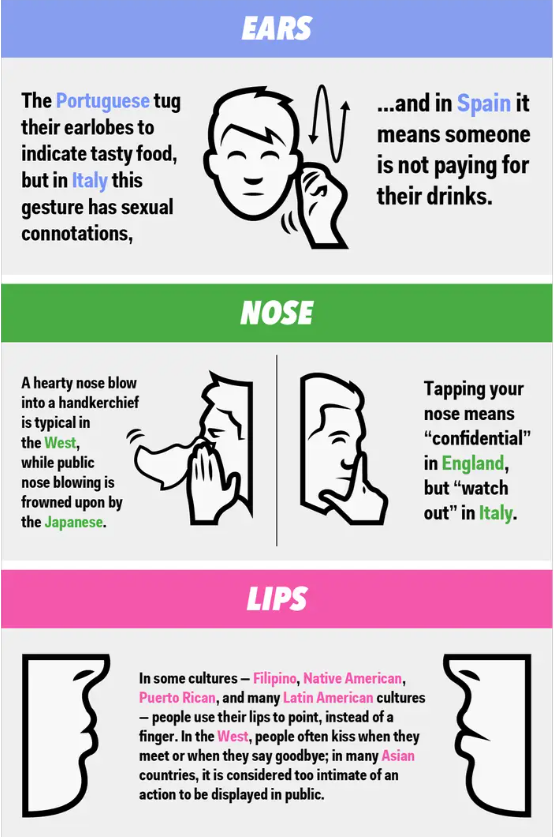 EARS
The Portuguese tug
their earlobes to
indicate tasty food,
but in Italy this
gesture has sexual
connotations,
...and in Spain it
means someone
is not paying for
their drinks.
NOSE
A hearty nose blow
into a handkerchief
is typical in
the West,
while public
nose blowing is
frowned upon by
the Japanese.
Tapping your
nose means
“confidential”
in England,
but “watch
out” in Italy.
LIPS
In some cultures – Filipino, Native American,
Puerto Rican, and many Latin American cultures
– people use their lips to point, instead of a
finger. In the West, people often kiss when they
meet or when they say goodbye; in many Asian
countries, it is considered too intimate of an
action to be displayed in public.